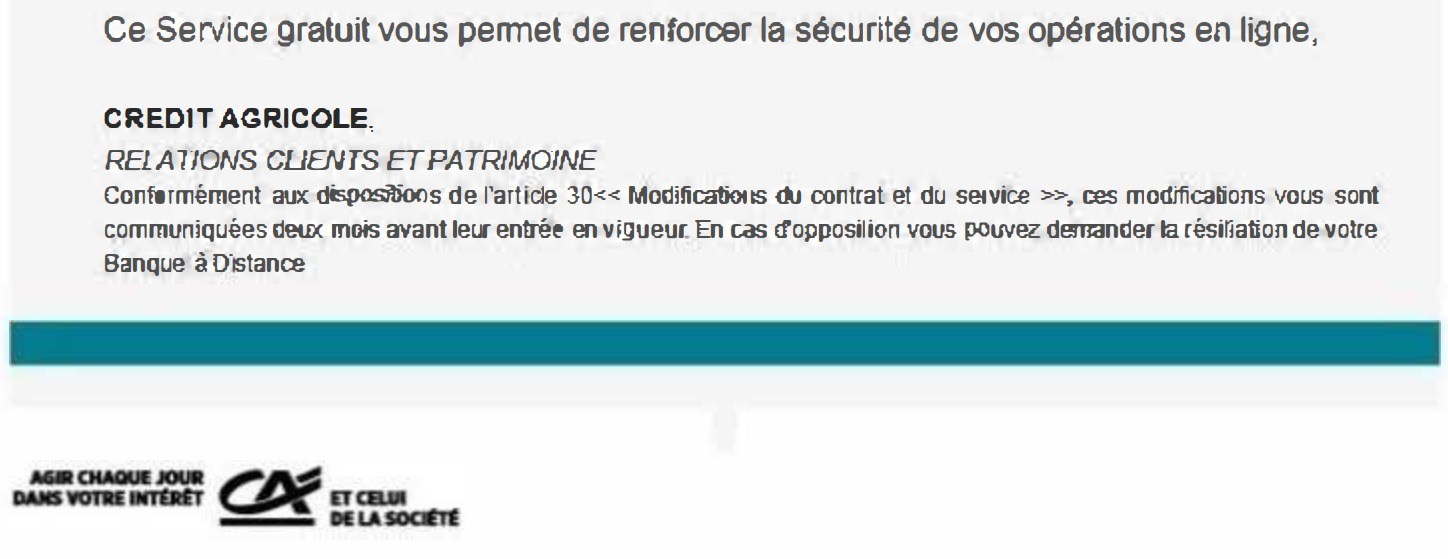 Ce Service gratuit vous permet de renforcer la sécurité de vos opérations en ligne,
CREDIT AGRICOLE,
RELATIONS CLIENTS ET PATRIMOINE
Conformément aux dispositions de l'article 30<< Modifications du contrat et du service >>, ces modifications vous sont
communiquées deux mois avant leur entrée en vigueur. En cas d'opposition vous pouvez demander la résiliation de votre
Banque à Distance
AGIR CHAQUE JOUR
DANS VOTRE INTÉRÊT
CA
ET CELUI
DE LA SOCIÉTÉ